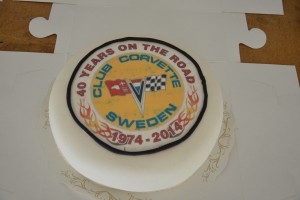 40 YEARS ON THE ROAD
CLUB CORVETTE
SWEDEN
1974-2014